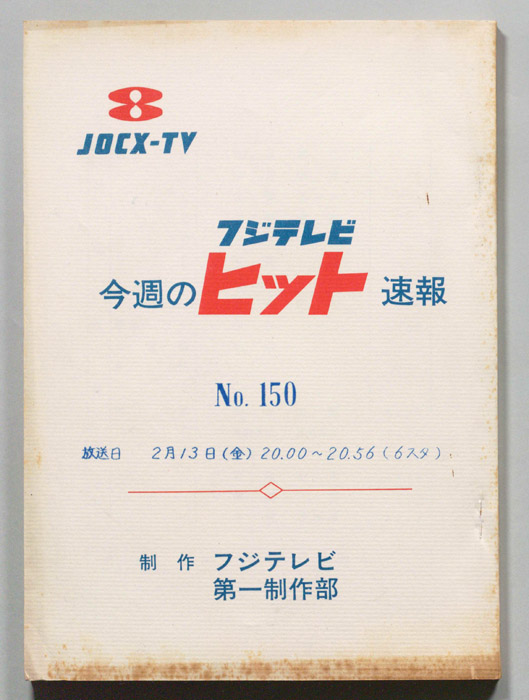 JOCX-TV
フジテレビ
今週のヒット速報
No. 150
放送日 2月13日(金) 20.00〜20.56(6スタ)
制作 フジテレビ
第一制作部